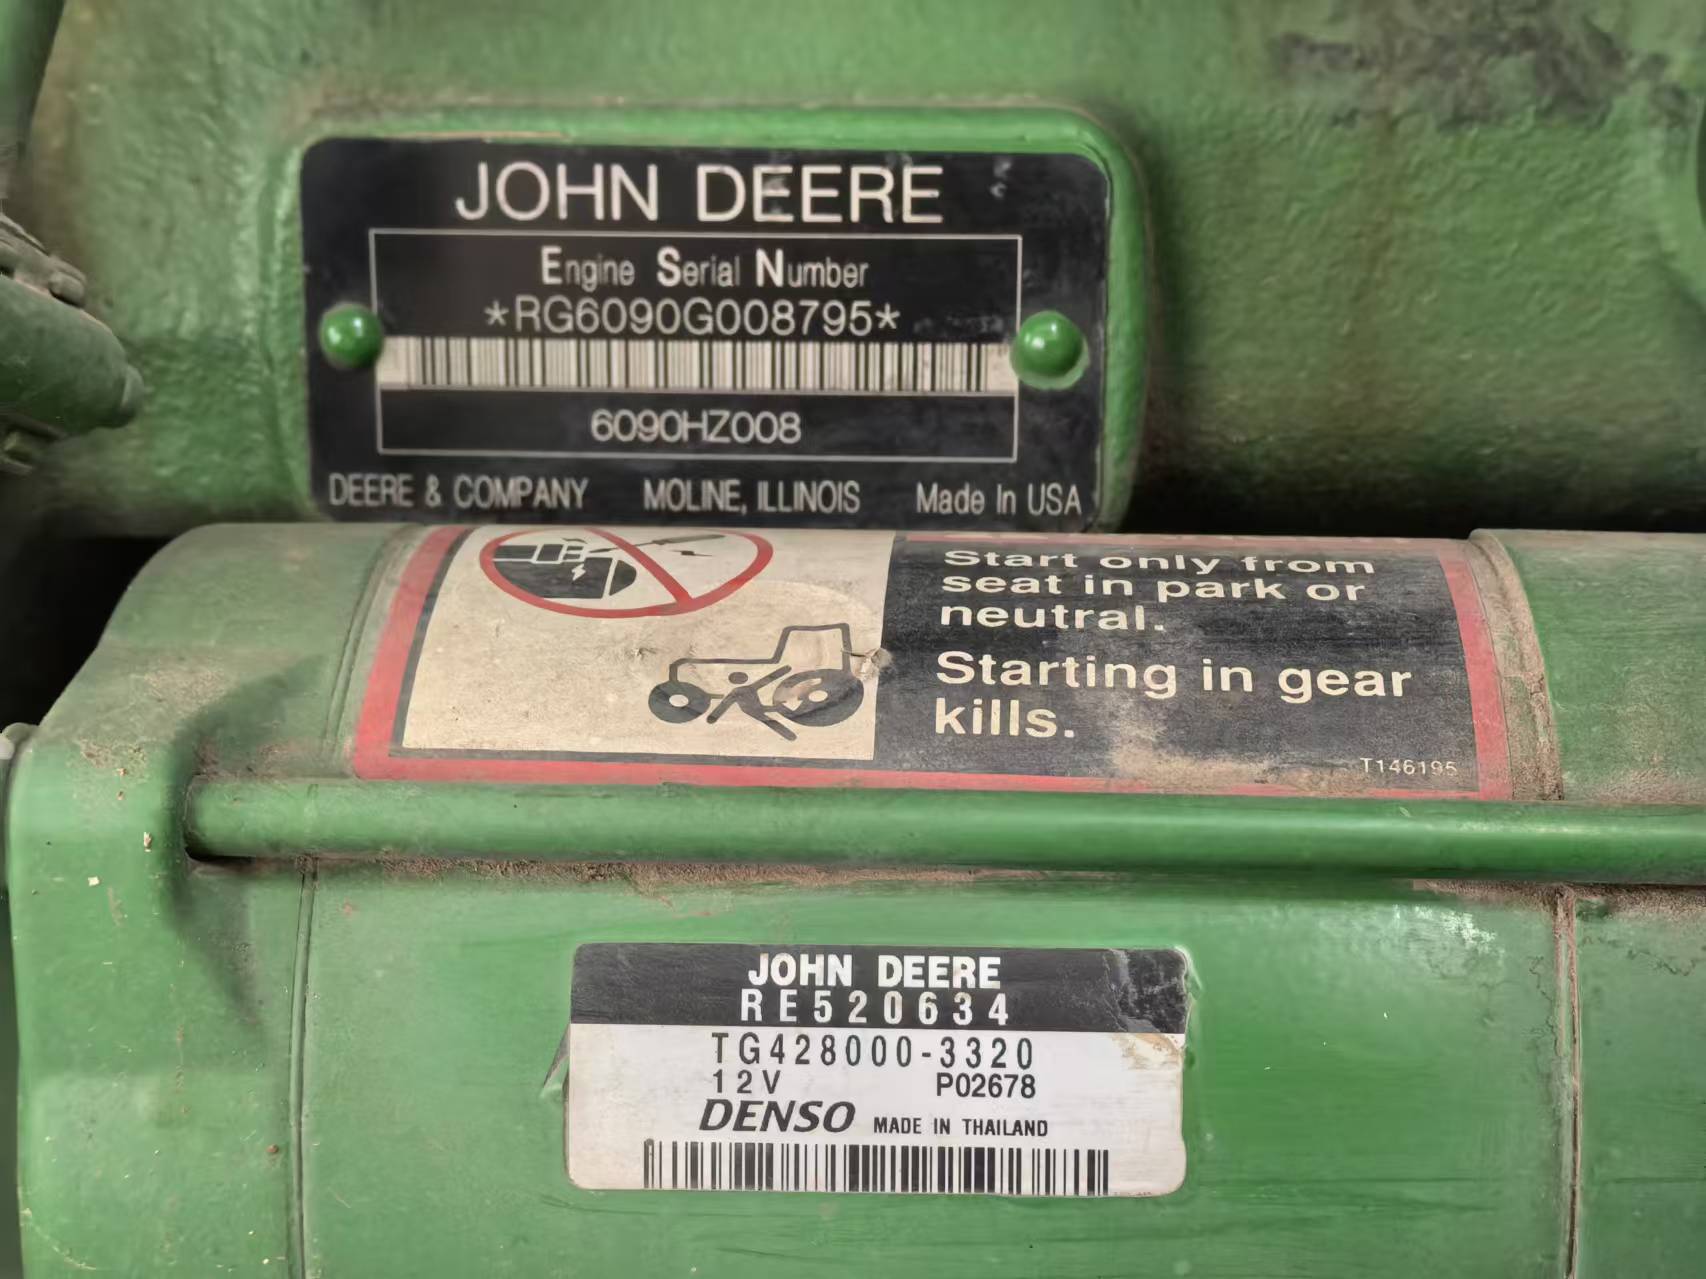 JOHN DEERE
Engine Serial Number
*RG6090G008795*
6090HZ008
DEERE & COMPANY MOLINE, ILLINOIS Made In USA
Start only from
seat in park or
neutral.
Starting in gear
kills.
T146195
JOHN DEERE
RE520634
TG428000-3320
12V P02678
DENSO MADE IN THAILAND